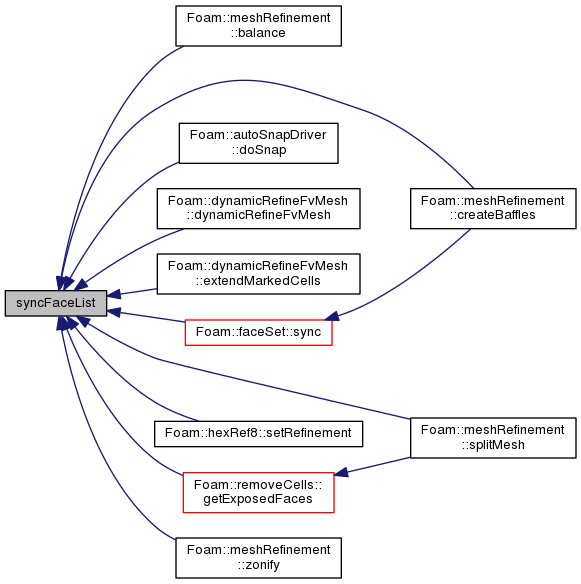 Foam::meshRefinement
::balance
Foam::autoSnapDriver
::doSnap
Foam::dynamicRefineFvMesh
::dynamicRefineFvMesh
Foam::meshRefinement
::createBaffles
Foam::dynamicRefineFvMesh
::extendMarkedCells
syncFaceList
Foam::faceSet::sync
Foam::hexRef8::setRefinement
Foam::meshRefinement
::splitMesh
Foam::removeCells::
getExposedFaces
Foam::meshRefinement
::zonify